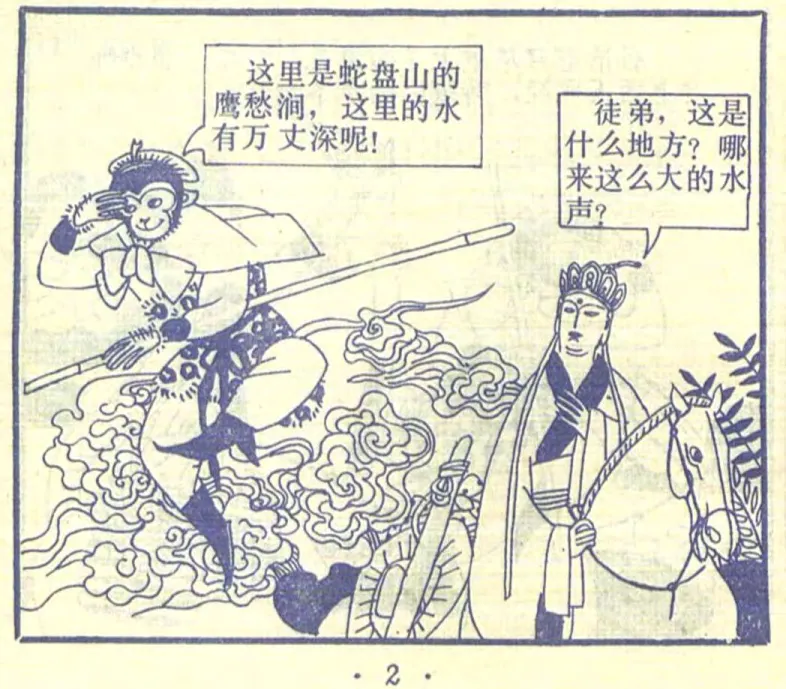 这里是蛇盘山的
鹰愁涧，这里的水
有万丈深呢！
徒弟，这是
什么地方？哪
来这么大的水
声？
· 2 ·